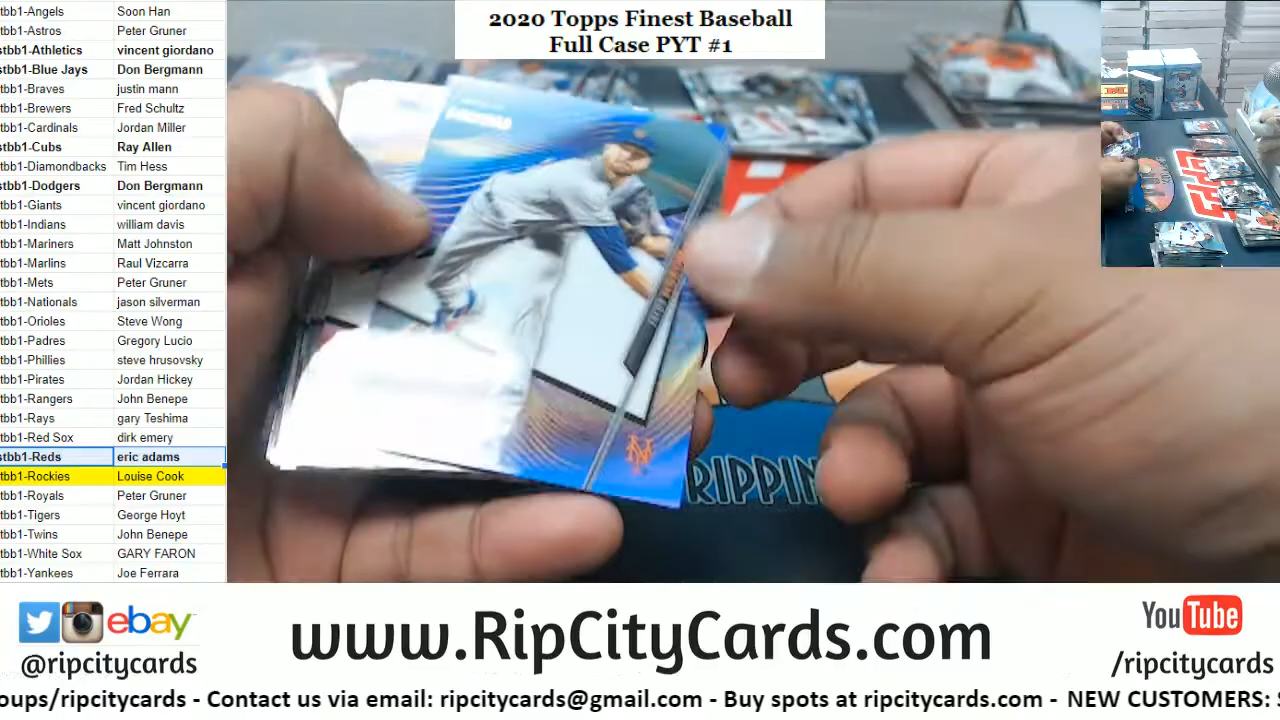 2020 Topps Finest Baseball
Full Case PYT #1
stbb1-Angels Soon Han
stbb1-Astros Peter Gruner
stbb1-Athletics vincent giordano
stbb1-Blue Jays Don Bergmann
tbb1-Braves justin mann
tbb1-Brewers Fred Schultz
tbb1-Cardinals Jordan Miller
stbb1-Cubs Ray Allen
tbb1-Diamondbacks Tim Hess
stbb1-Dodgers Don Bergmann
tbb1-Giants vincent giordano
tbb1-Indians william davis
tbb1-Mariners Matt Johnston
tbb1-Marlins Raul Vizcarra
tbb1-Mets Peter Gruner
tbb1-Nationals jason silverman
tbb1-Orioles Steve Wong
tbb1-Padres Gregory Lucio
tbb1-Phillies steve hrusovsky
tbb1-Pirates Jordan Hickey
tbb1-Rangers John Benepe
tbb1-Rays gary Teshima
tbb1-Red Sox dirk emery
stbb1-Reds eric adams
tbb1-Rockies Louise Cook
tbb1-Royals Peter Gruner
tbb1-Tigers George Hoyt
tbb1-Twins John Benepe
tbb1-White Sox GARY FARON
tbb1-Yankees Joe Ferrara
NY
RIPPIN
ebay
@ripcitycards
www.RipCityCards.com
YouTube
/ripcitycards
oups/ripcitycards - Contact us via email: ripcitycards@gmail.com - Buy spots at ripcitycards.com - NEW CUSTOMERS: